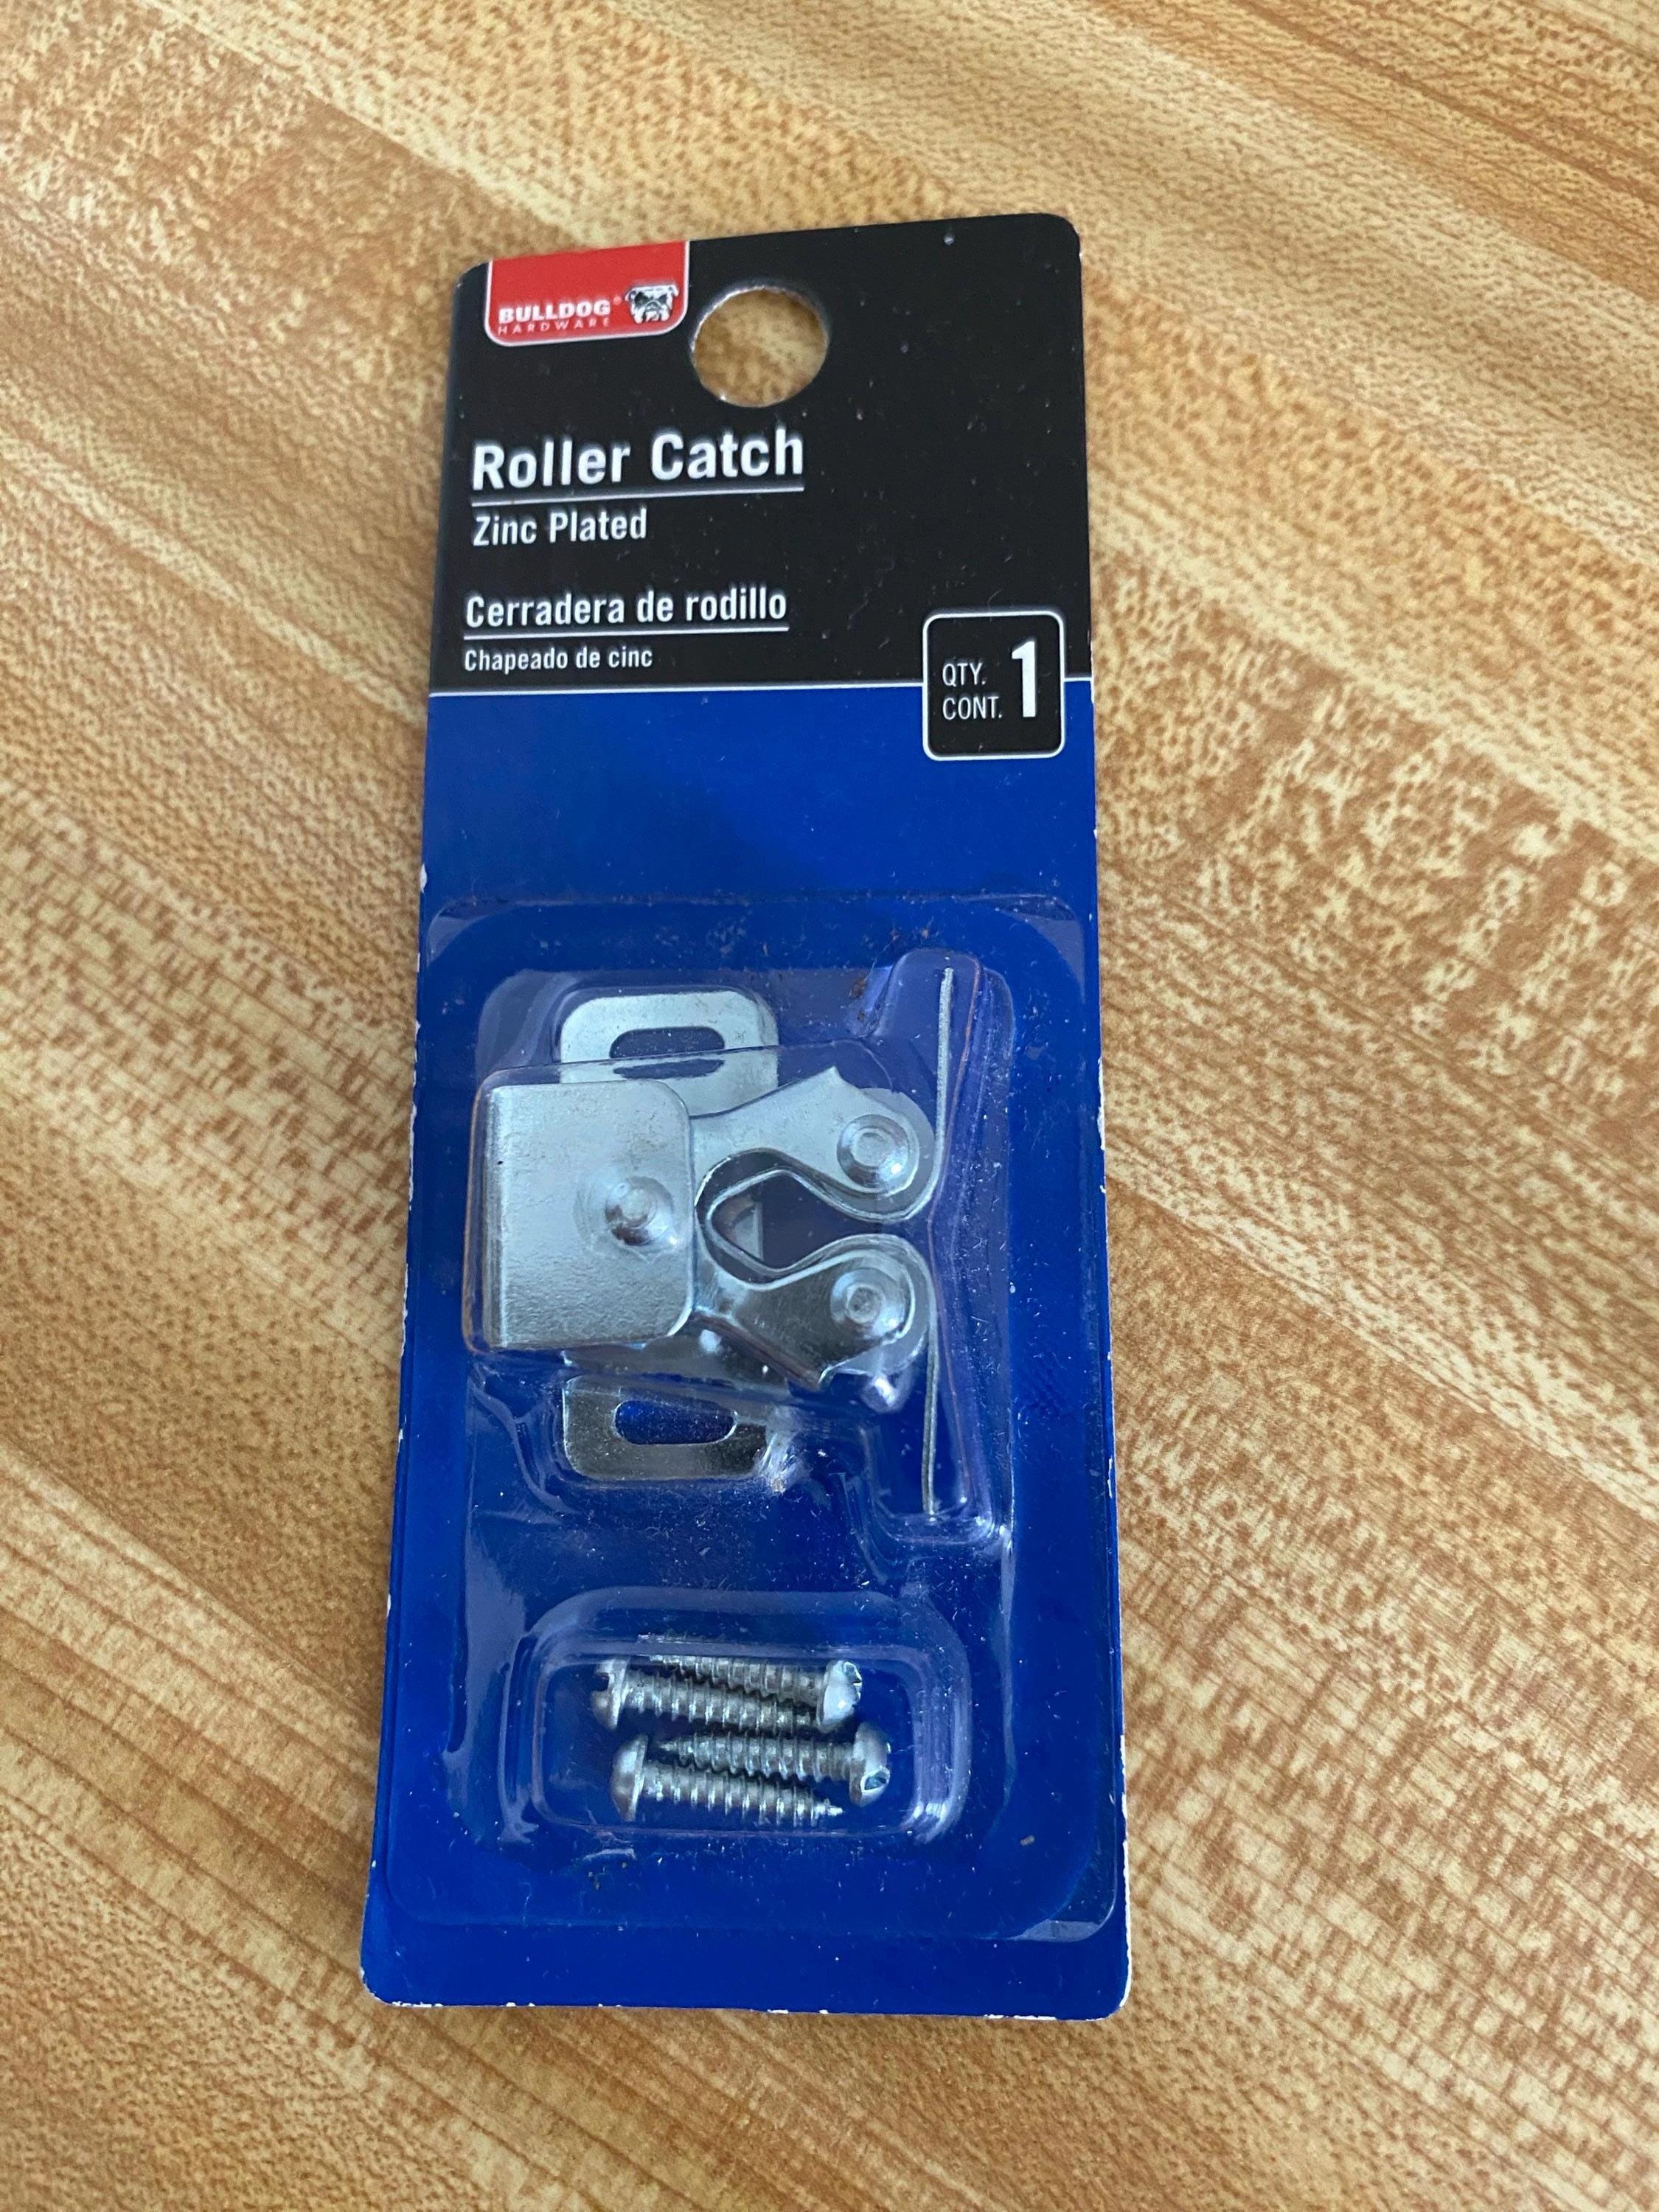 BULLDOG®
HARDWARE
Roller Catch
Zinc Plated
Cerradera de rodillo
Chapeado de cinc
QTY. 1
CONT.